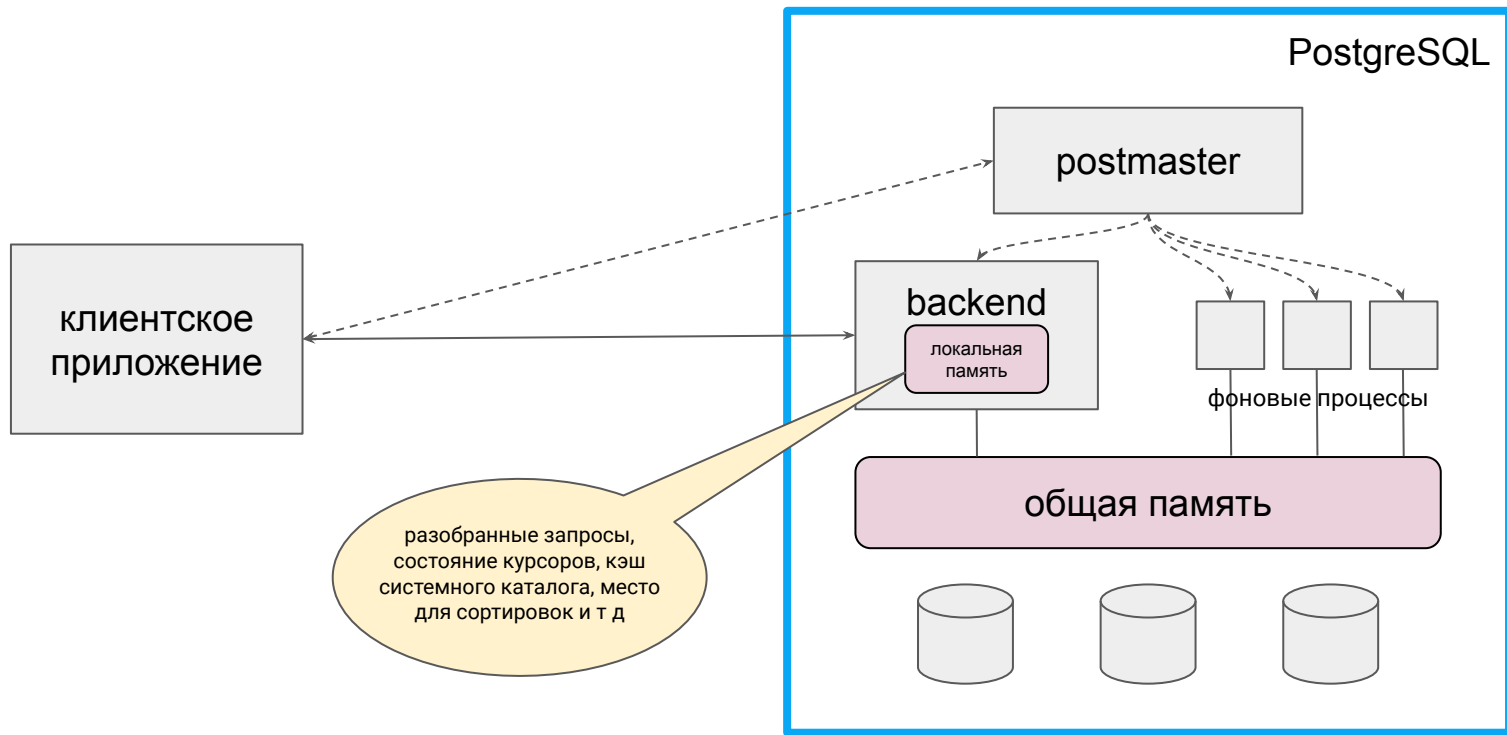 PostgreSQL
postmaster
клиентское
приложение
backend
локальная
память
фоновые процессы
общая память
разобранные запросы,
состояние курсоров, кэш
системного каталога, место
для сортировок и т д